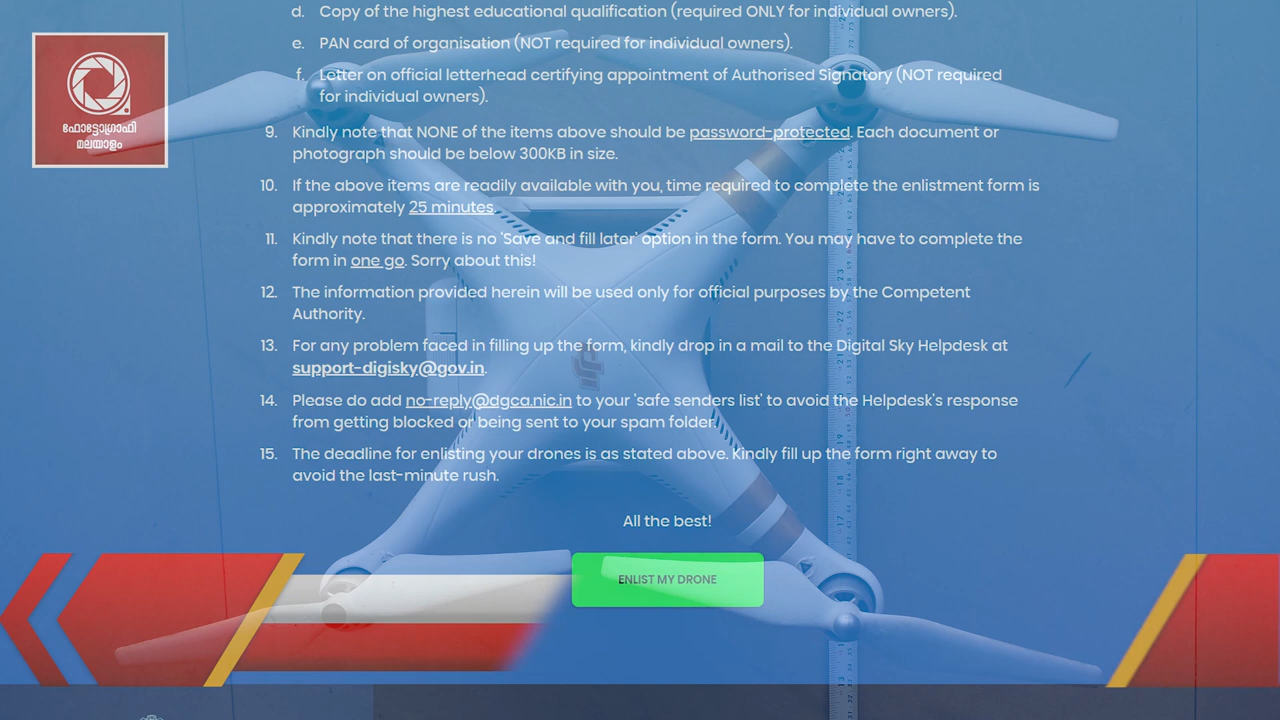 d. Copy of the highest educational qualification (required ONLY for individual owners).
e. PAN card of organisation (NOT required for individual owners).
f. Letter on official letterhead certifying appointment of Authorised Signatory (NOT required
for individual owners).
ഫോട്ടോഗ്രാഫി
മലയാളം
9. Kindly note that NONE of the items above should be password-protected. Each document or
photograph should be below 300KB in size.
10. If the above items are readily available with you, time required to complete the enlistment form is
approximately 25 minutes.
11. Kindly note that there is no 'Save and fill later' option in the form. You may have to complete the
form in one go. Sorry about this!
12. The information provided herein will be used only for official purposes by the Competent
Authority.
13. For any problem faced in filling up the form, kindly drop in a mail to the Digital Sky Helpdesk at
support-digisky@gov.in.
14. Please do add no-reply@dgca.nic.in to your 'safe senders list' to avoid the Helpdesk's response
from getting blocked or being sent to your spam folder.
15. The deadline for enlisting your drones is as stated above. Kindly fill up the form right away to
avoid the last-minute rush.
All the best!
ENLIST MY DRONE
dji